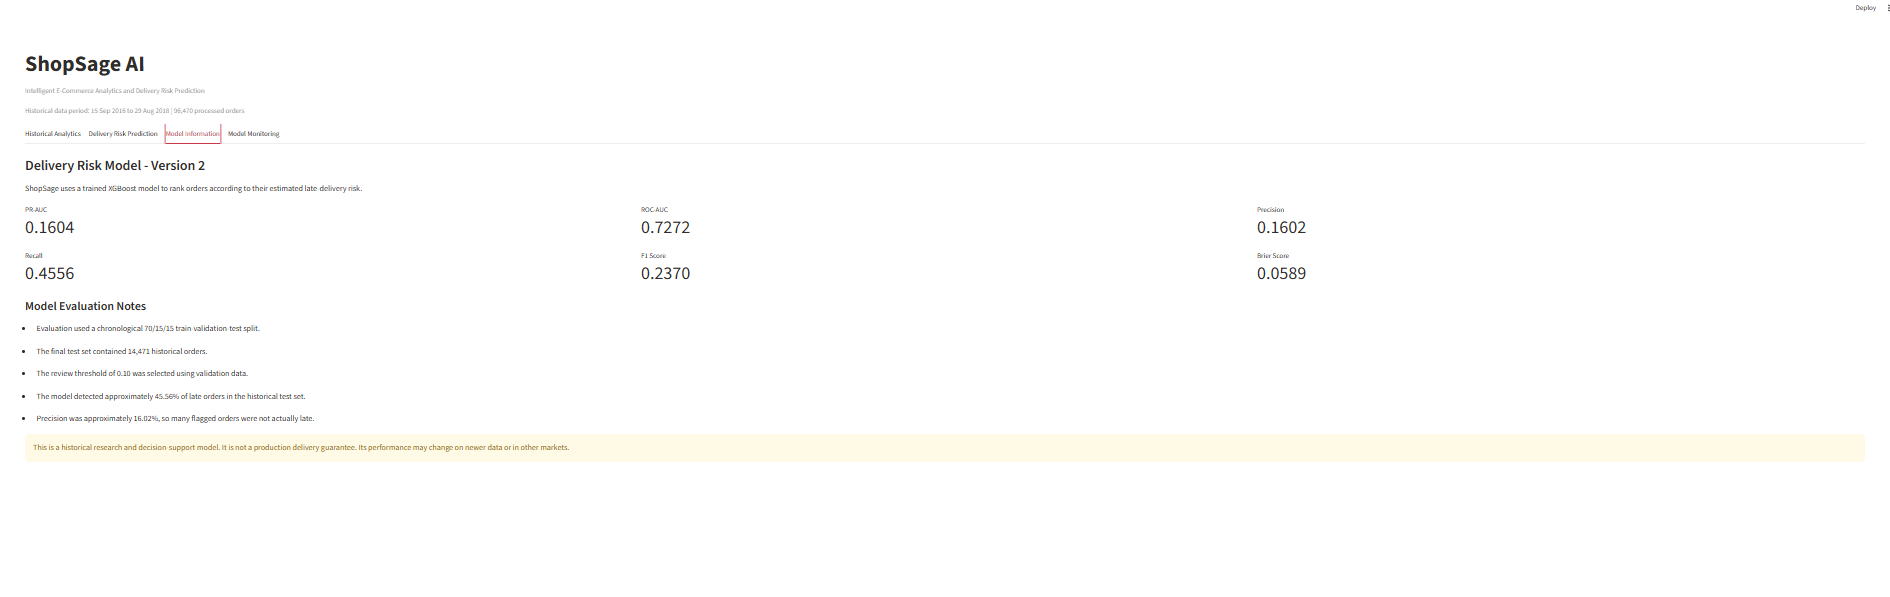 Deploy
ShopSage AI
Intelligent E-Commerce Analytics and Delivery Risk Prediction
Historical data period: 15 Sep 2016 to 29 Aug 2018 | 96,470 processed orders
Historical Analytics Delivery Risk Prediction Model Information Model Monitoring
Delivery Risk Model - Version 2
ShopSage uses a trained XGBoost model to rank orders according to their estimated late-delivery risk.
PR-AUC ROC-AUC Precision
0.1604 0.7272 0.1602
Recall F1 Score Brier Score
0.4556 0.2370 0.0589
Model Evaluation Notes
• Evaluation used a chronological 70/15/15 train-validation-test split.
• The final test set contained 14,471 historical orders.
• The review threshold of 0.10 was selected using validation data.
• The model detected approximately 45.56% of late orders in the historical test set.
• Precision was approximately 16.02%, so many flagged orders were not actually late.
This is a historical research and decision-support model. It is not a production delivery guarantee. Its performance may change on newer data or in other markets.